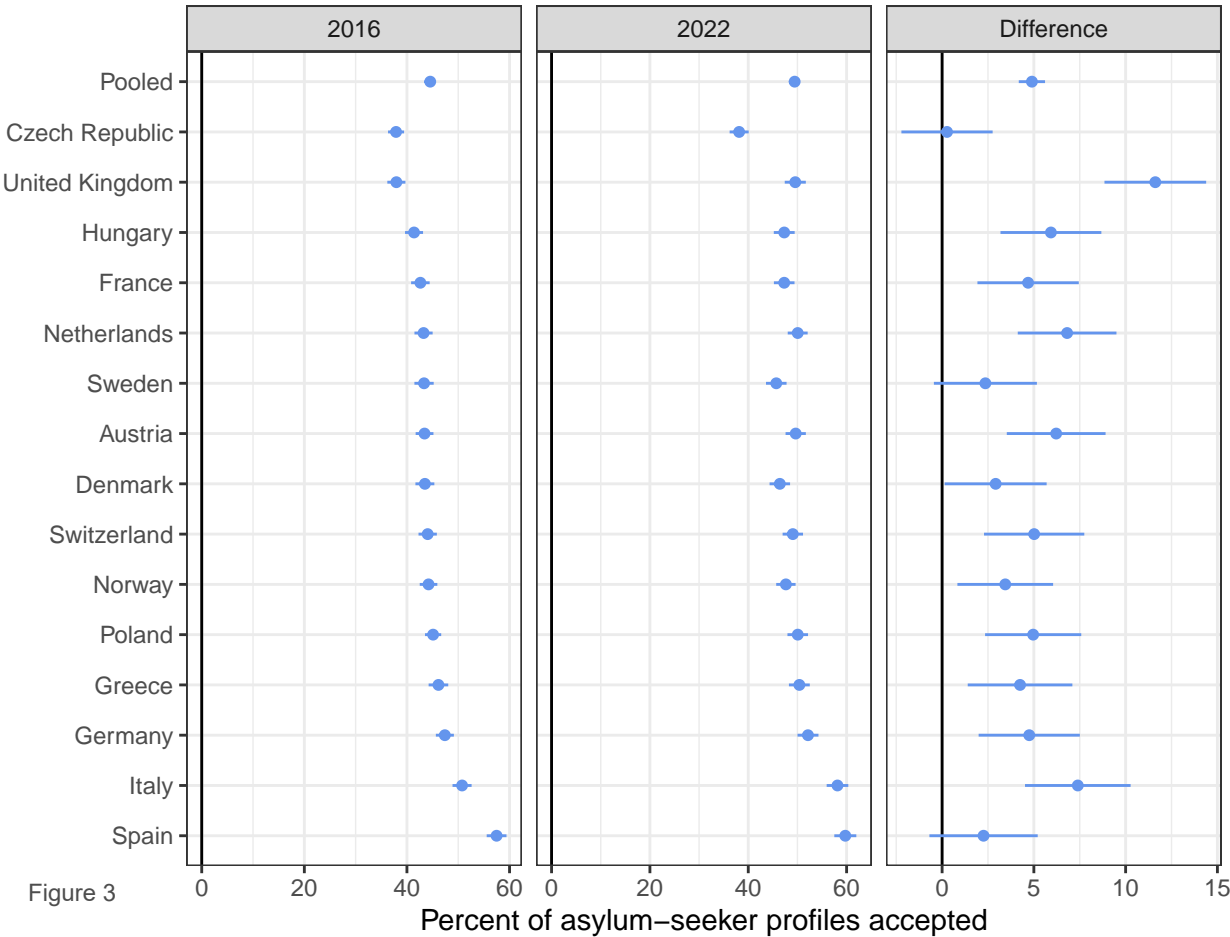 2016 2022 Difference
Pooled
Czech Republic
United Kingdom
Hungary
France
Netherlands
Sweden
Austria
Denmark
Switzerland
Norway
Poland
Greece
Germany
Italy
Spain
0 20 40 60 0 20 40 60 0 5 10 15
Figure 3
Percent of asylum−seeker profiles accepted